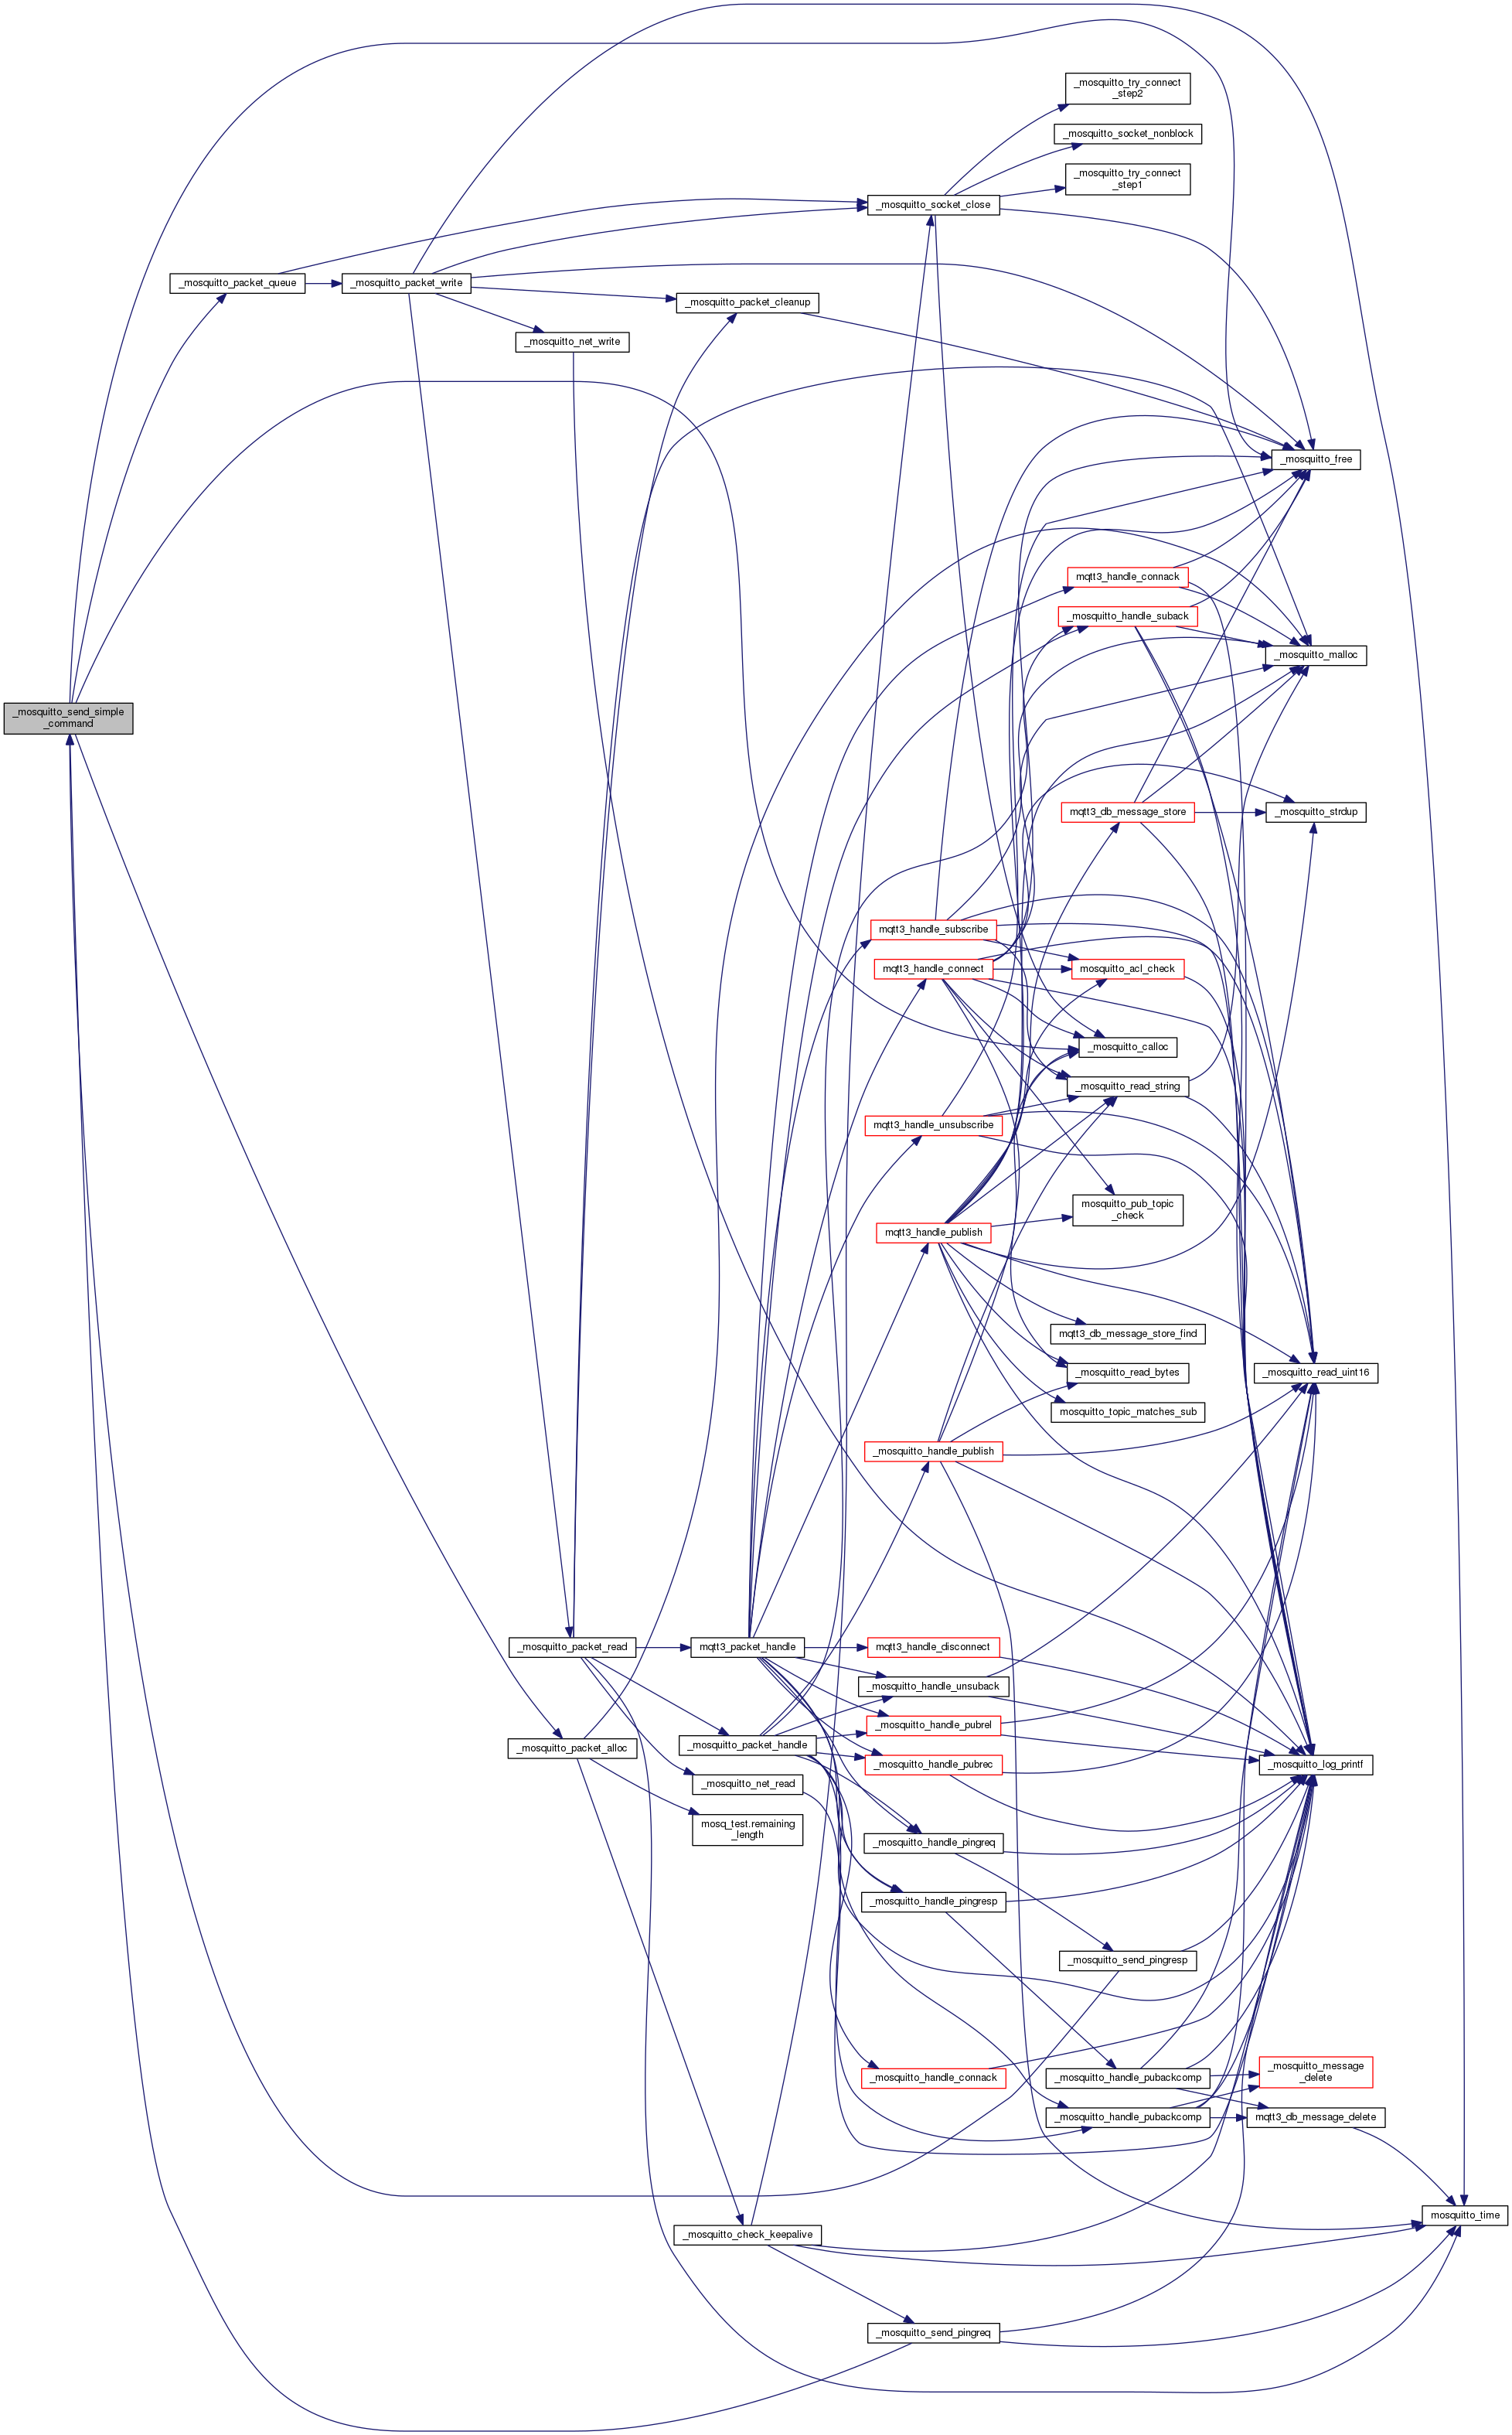 _mosquitto_try_connect
_step2
_mosquitto_socket_nonblock
_mosquitto_try_connect
_step1
_mosquitto_socket_close
_mosquitto_packet_queue
_mosquitto_packet_write
_mosquitto_packet_cleanup
_mosquitto_net_write
_mosquitto_free
mqtt3_handle_connack
_mosquitto_handle_suback
_mosquitto_malloc
_mosquitto_send_simple
_command
mqtt3_db_message_store
_mosquitto_strdup
mqtt3_handle_subscribe
mqtt3_handle_connect
mosquitto_acl_check
_mosquitto_calloc
_mosquitto_read_string
mqtt3_handle_unsubscribe
mosquitto_pub_topic
_check
mqtt3_handle_publish
mqtt3_db_message_store_find
_mosquitto_read_bytes
_mosquitto_read_uint16
mosquitto_topic_matches_sub
_mosquitto_handle_publish
_mosquitto_packet_read
mqtt3_packet_handle
mqtt3_handle_disconnect
_mosquitto_handle_unsuback
_mosquitto_handle_pubrel
_mosquitto_packet_alloc
_mosquitto_packet_handle
_mosquitto_handle_pubrec
_mosquitto_log_printf
_mosquitto_net_read
mosq_test.remaining
_length
_mosquitto_handle_pingreq
_mosquitto_handle_pingresp
_mosquitto_send_pingresp
_mosquitto_handle_connack
_mosquitto_handle_pubackcomp
_mosquitto_message
_delete
_mosquitto_handle_pubackcomp
mqtt3_db_message_delete
mosquitto_time
_mosquitto_check_keepalive
_mosquitto_send_pingreq